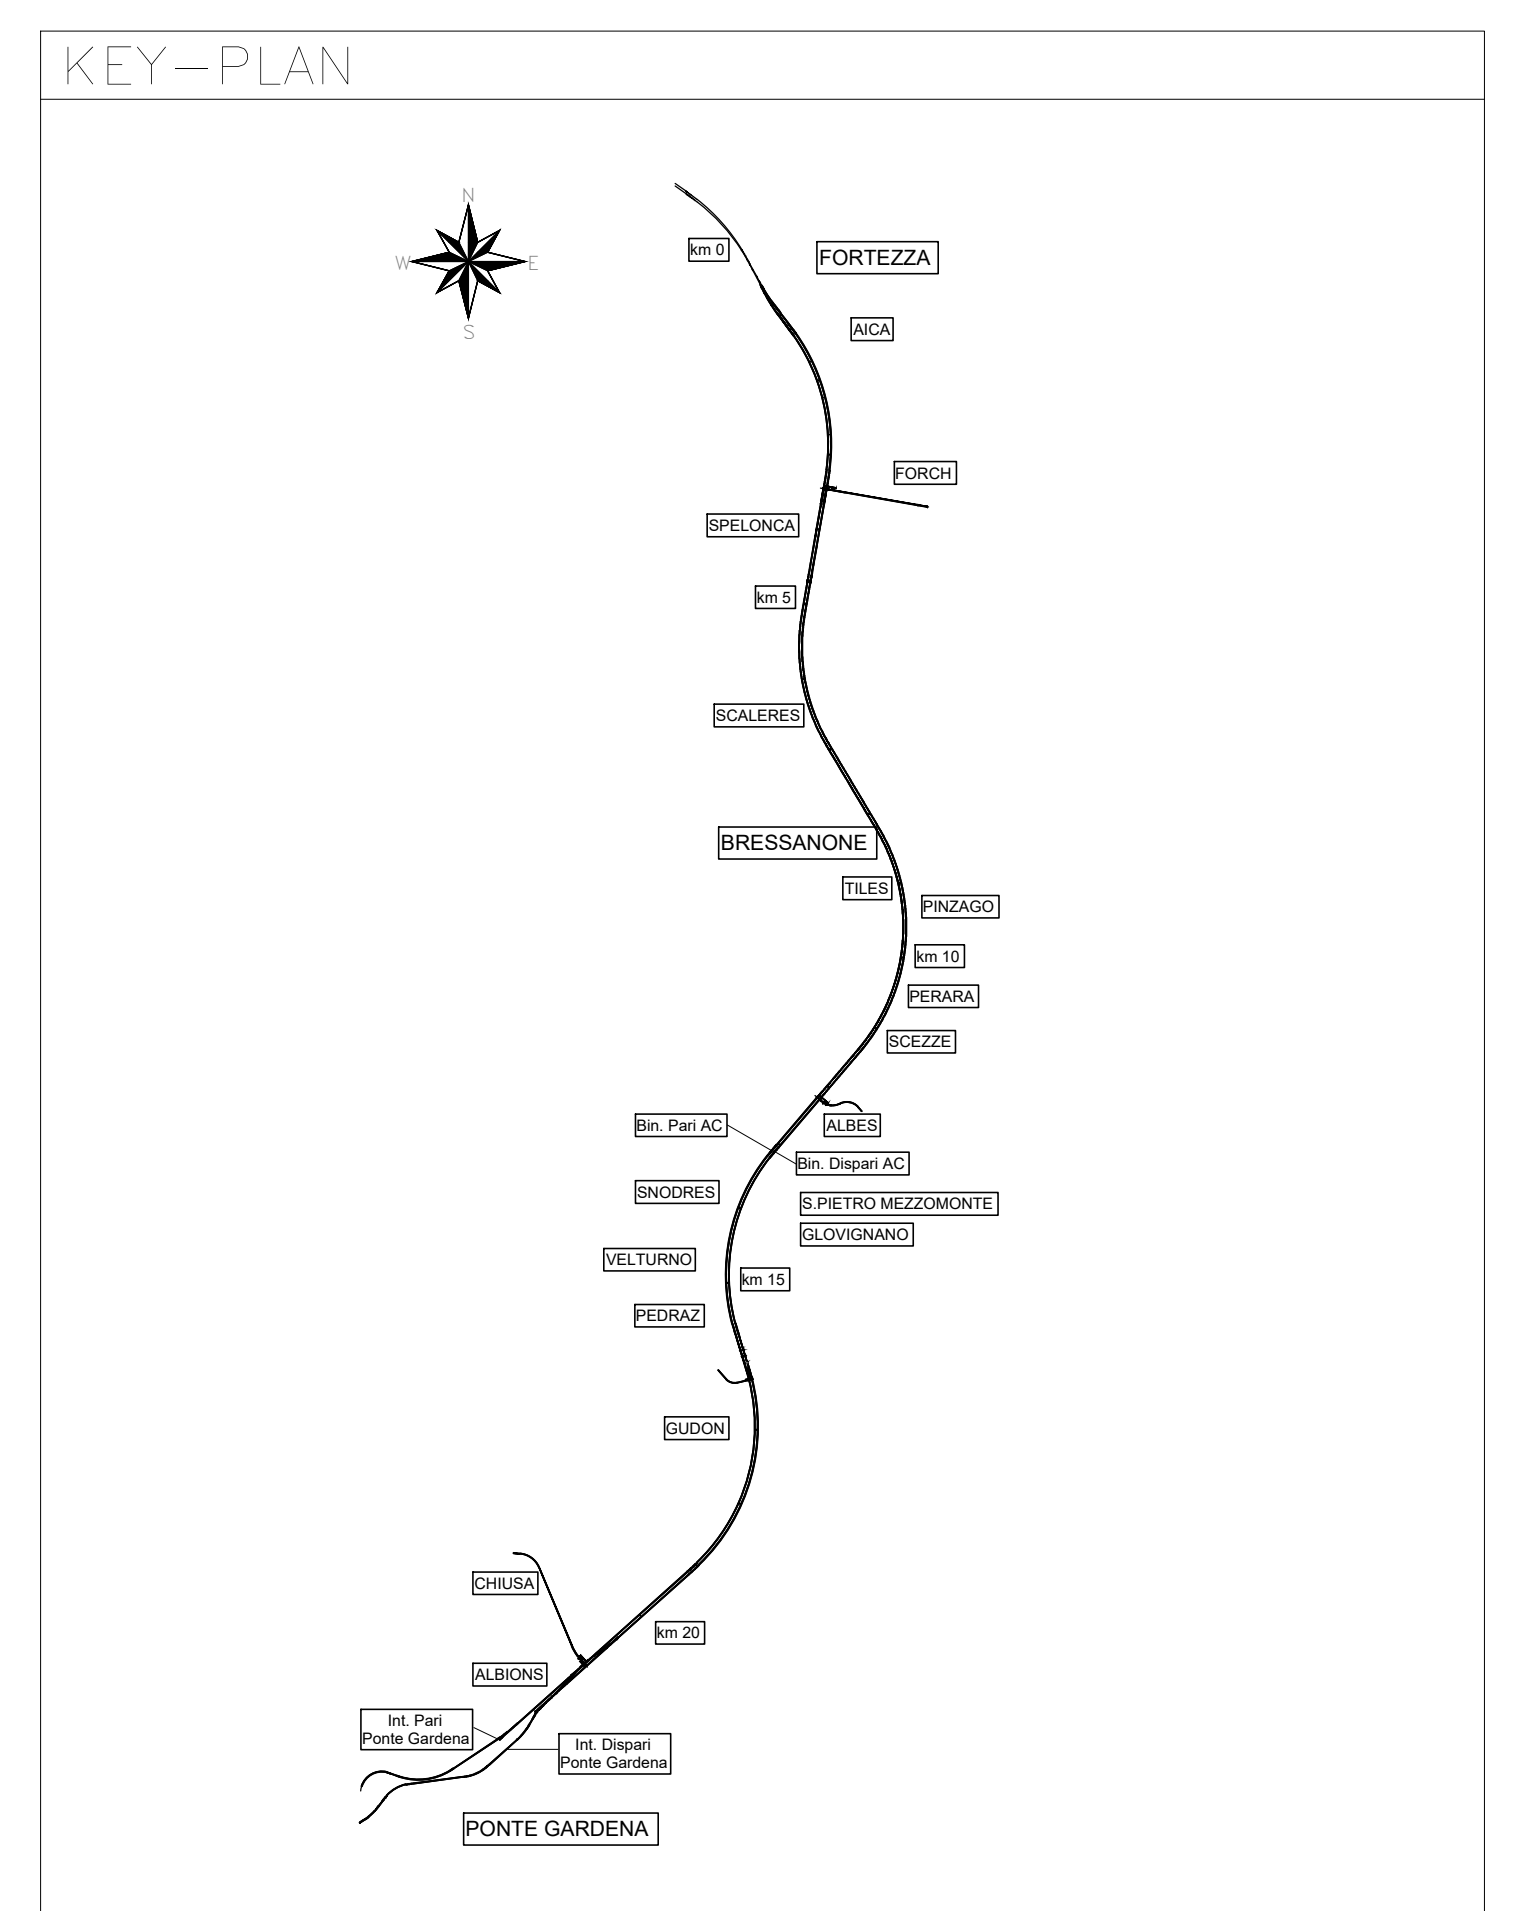 KEY-PLAN
N
W
E
S
km 0
FORTEZZA
AICA
FORCH
SPELONCA
km 5
SCALERES
BRESSANONE
TILES
PINZAGO
km 10
PERARA
SCEZZE
Bin. Pari AC
ALBES
Bin. Dispari AC
SNODRES
S.PIETRO MEZZOMONTE
GLOVIGNANO
VELTURNO
km 15
PEDRAZ
GUDON
CHIUSA
km 20
ALBIONS
Int. Pari
Ponte Gardena
Int. Dispari
Ponte Gardena
PONTE GARDENA